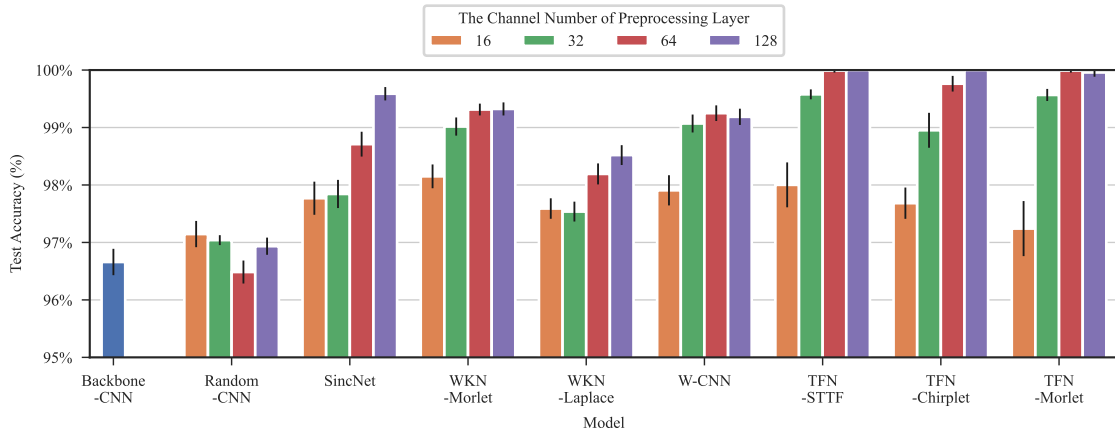 The Channel Number of Preprocessing Layer
16 32 64 128
100%
99%
98%
97%
96%
95%
Test Accuracy (%)
Backbone
-CNN
Random
-CNN
SincNet
WKN
-Morlet
WKN
-Laplace
W-CNN
TFN
-STTF
TFN
-Chirplet
TFN
-Morlet
Model